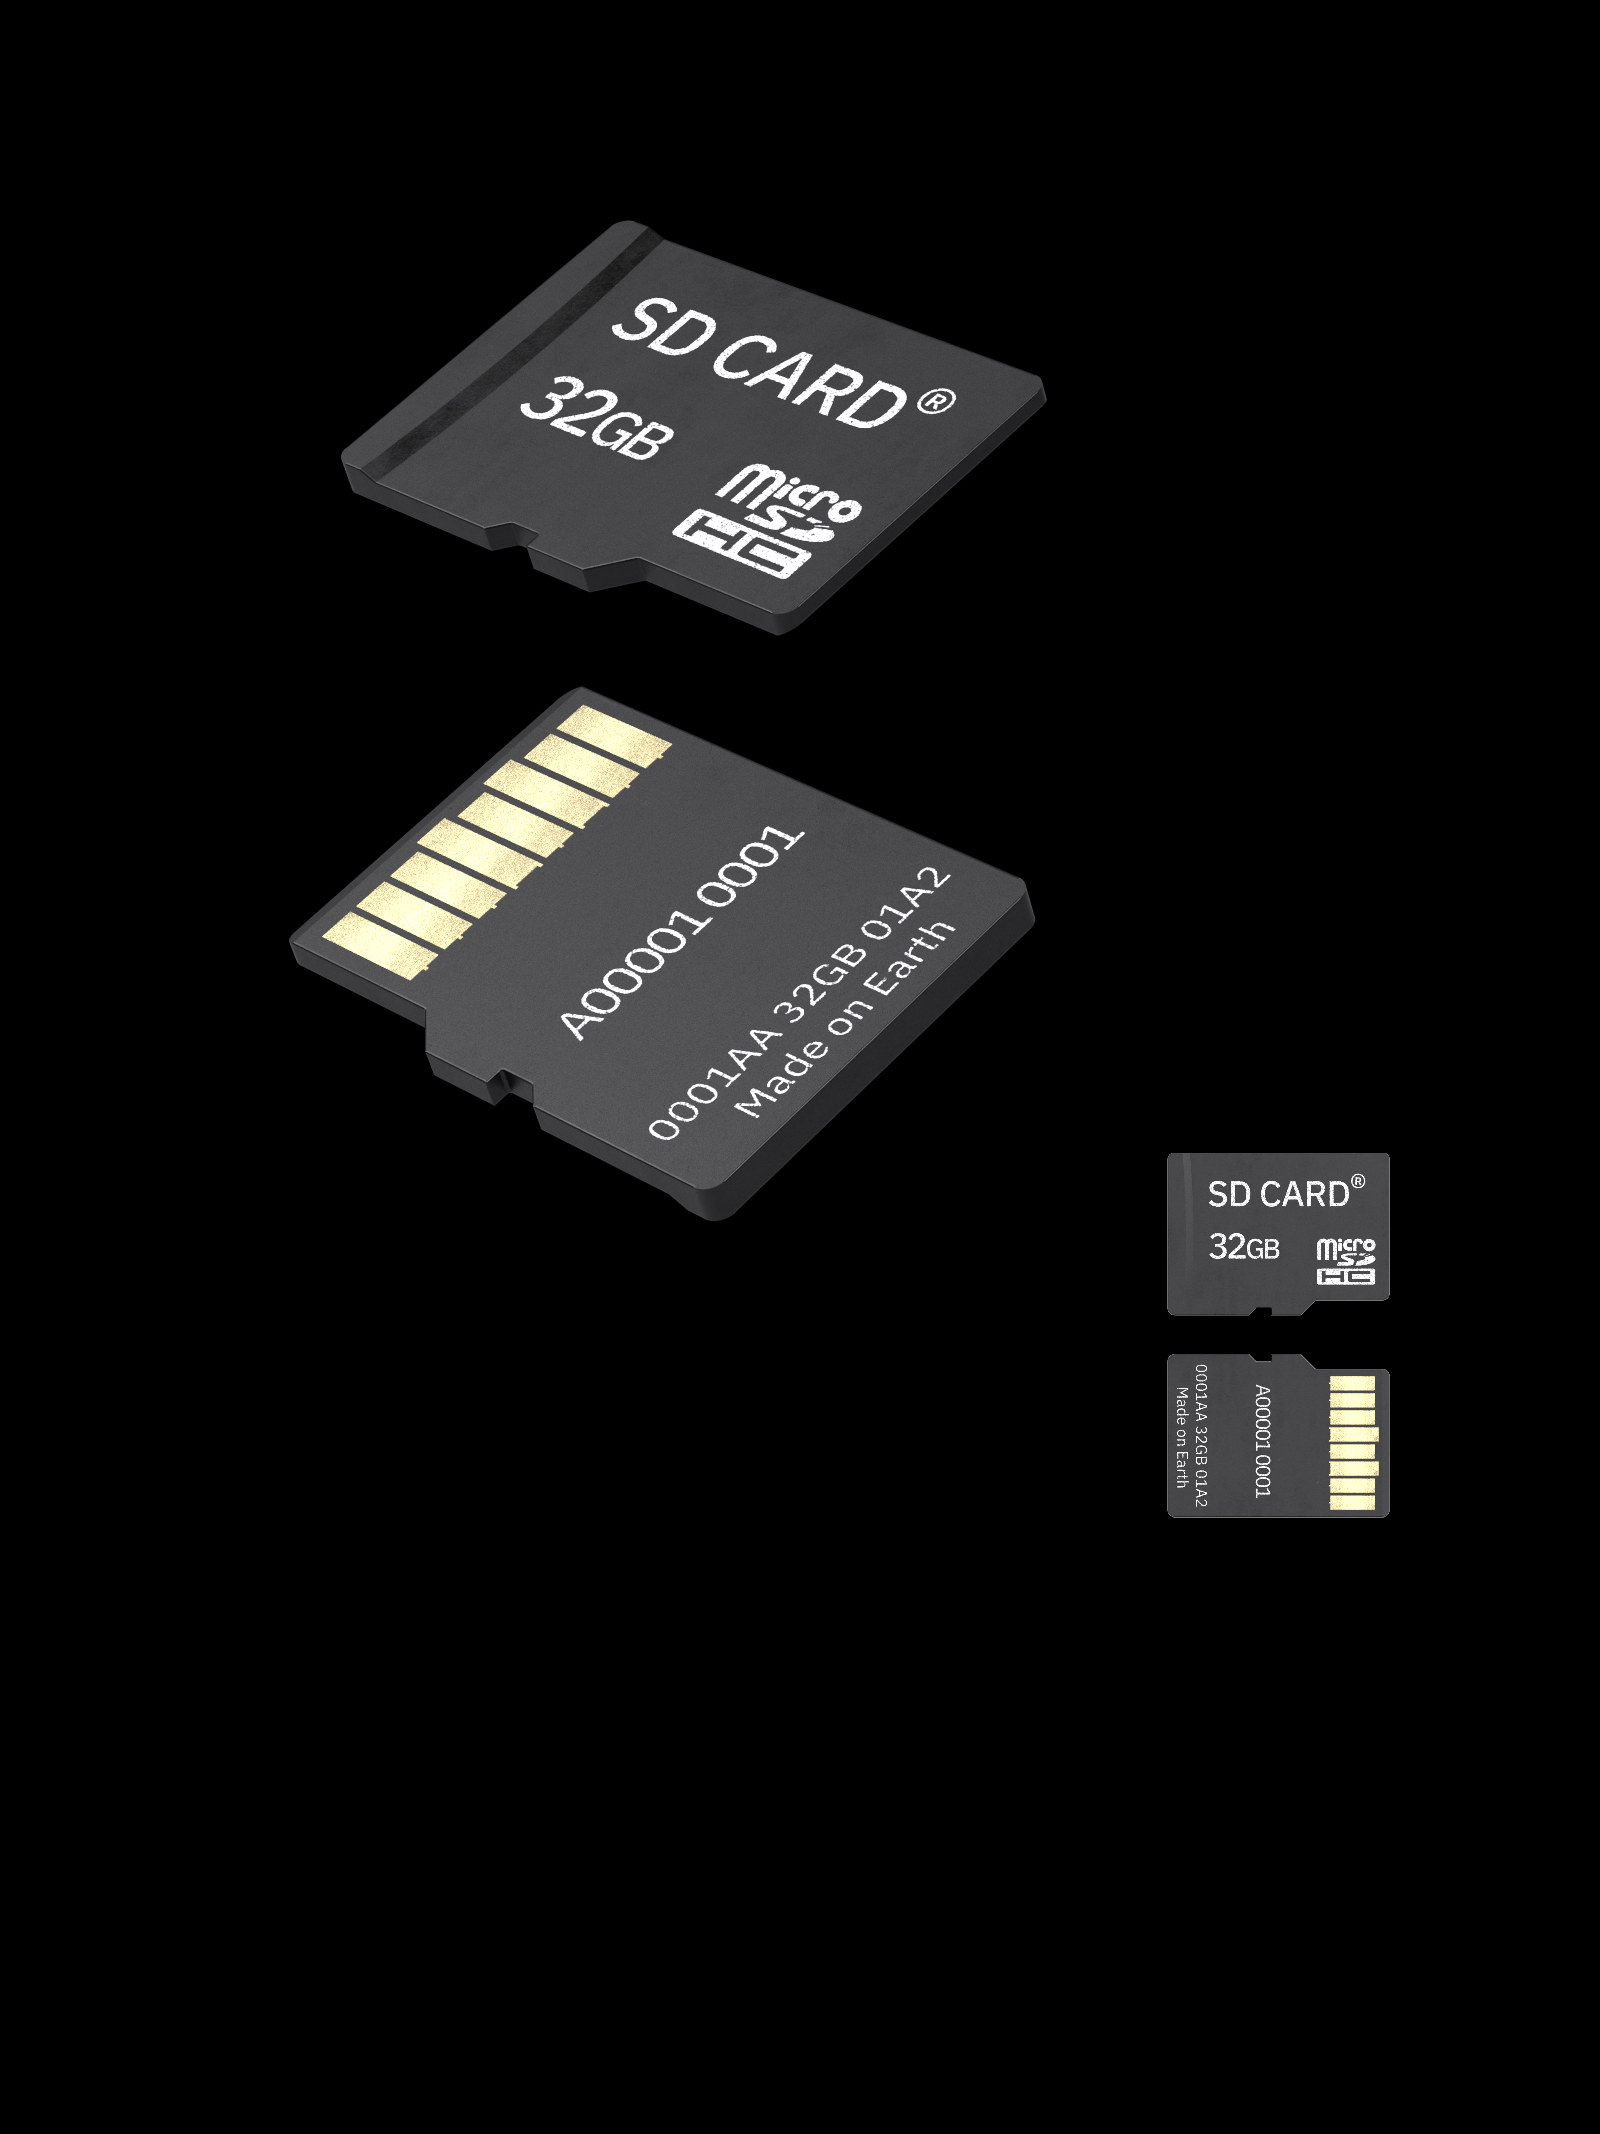 SD CARD®
32GB
micro
SD
HC
A00001 0001
0001AA 32GB 01A2
Made on Earth
SD CARD®
32GB
micro
SD
HC
A00001 0001
0001AA 32GB 01A2
Made on Earth